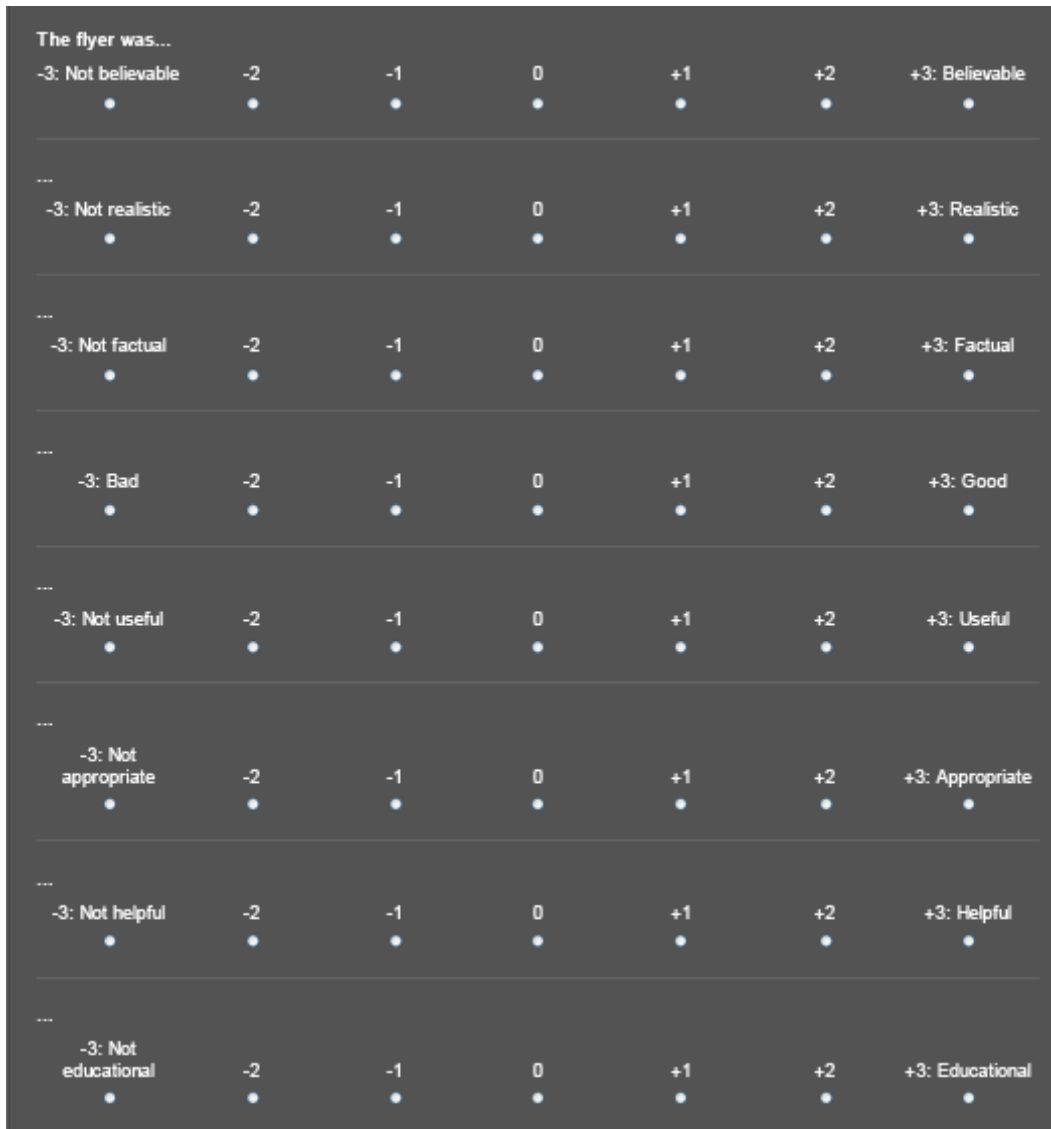 The flyer was...
-3: Not believable -2 -1 0 +1 +2 +3: Believable
---
-3: Not realistic -2 -1 0 +1 +2 +3: Realistic
---
-3: Not factual -2 -1 0 +1 +2 +3: Factual
---
-3: Bad -2 -1 0 +1 +2 +3: Good
---
-3: Not useful -2 -1 0 +1 +2 +3: Useful
---
-3: Not
appropriate -2 -1 0 +1 +2 +3: Appropriate
---
-3: Not helpful -2 -1 0 +1 +2 +3: Helpful
---
-3: Not
educational -2 -1 0 +1 +2 +3: Educational